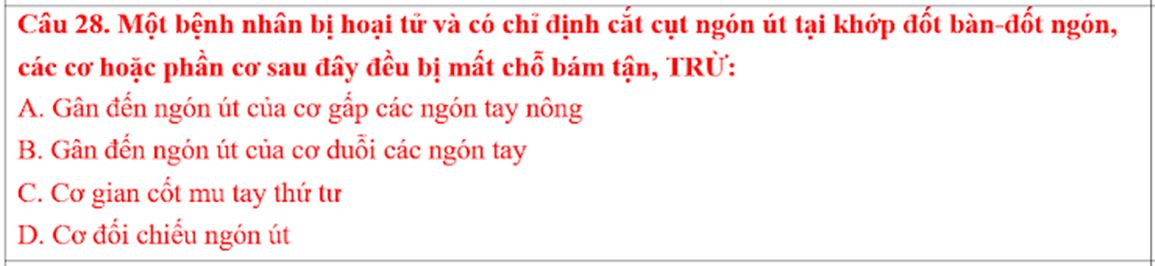 Câu 28. Một bệnh nhân bị hoại tử và có chỉ định cắt cụt ngón út tại khớp đốt bàn-đốt ngón,
các cơ hoặc phần cơ sau đây đều bị mất chỗ bám tận, TRỪ:
A. Gân đến ngón út của cơ gấp các ngón tay nông
B. Gân đến ngón út của cơ duỗi các ngón tay
C. Cơ gian cốt mu tay thứ tư
D. Cơ đối chiếu ngón út